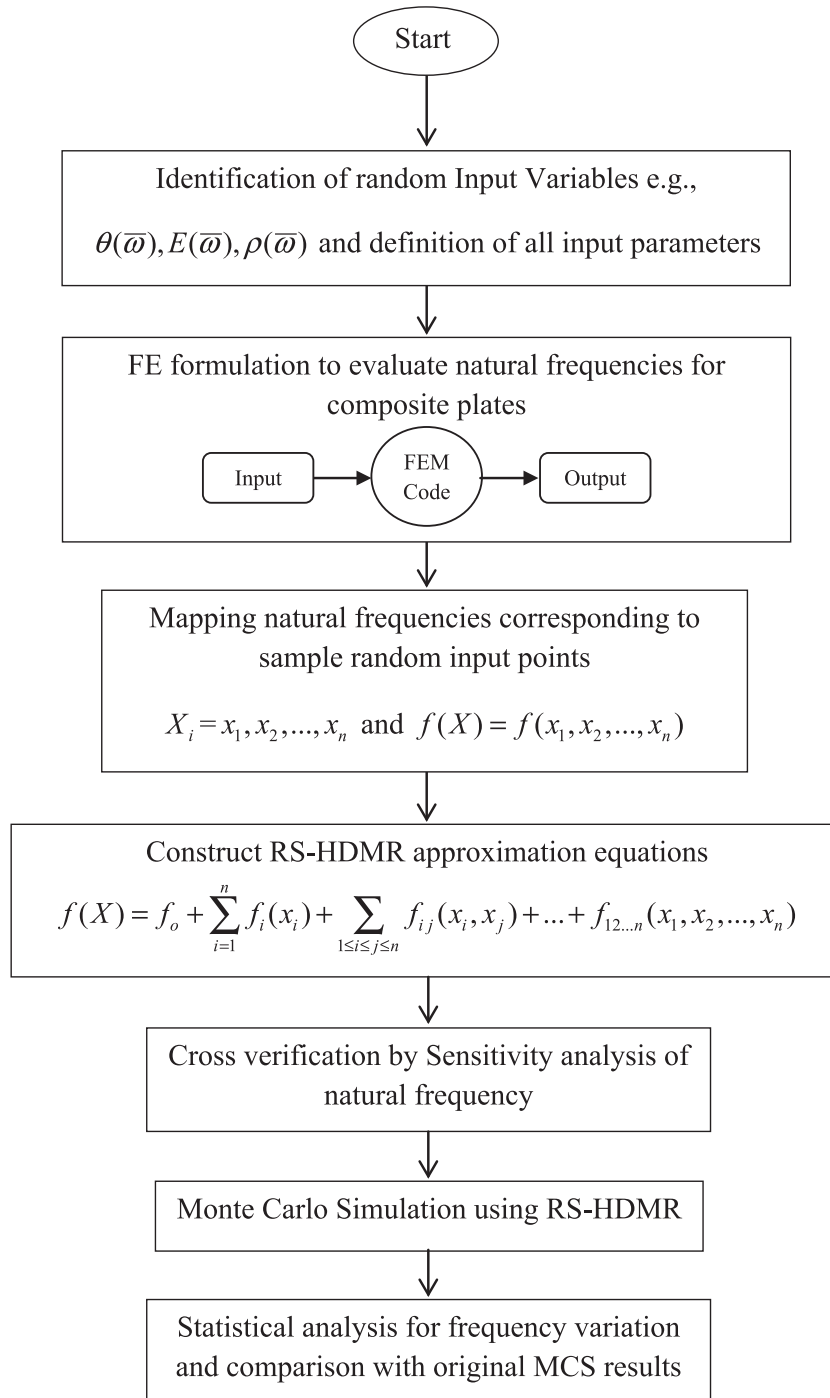 Start
Identification of random Input Variables e.g.,
θ(ω̅), E(ω̅), ρ(ω̅) and definition of all input parameters
FE formulation to evaluate natural frequencies for
composite plates
Input
FEM
Code
Output
Mapping natural frequencies corresponding to
sample random input points
X_i = x_1, x_2, ..., x_n and f(X) = f(x_1, x_2, ..., x_n)
Construct RS-HDMR approximation equations
f(X) = f_o + ∑_{i=1}^{n} f_i(x_i) + ∑_{1≤i≤j≤n} f_{ij}(x_i, x_j) + ... + f_{12...n}(x_1, x_2, ..., x_n)
Cross verification by Sensitivity analysis of
natural frequency
Monte Carlo Simulation using RS-HDMR
Statistical analysis for frequency variation
and comparison with original MCS results